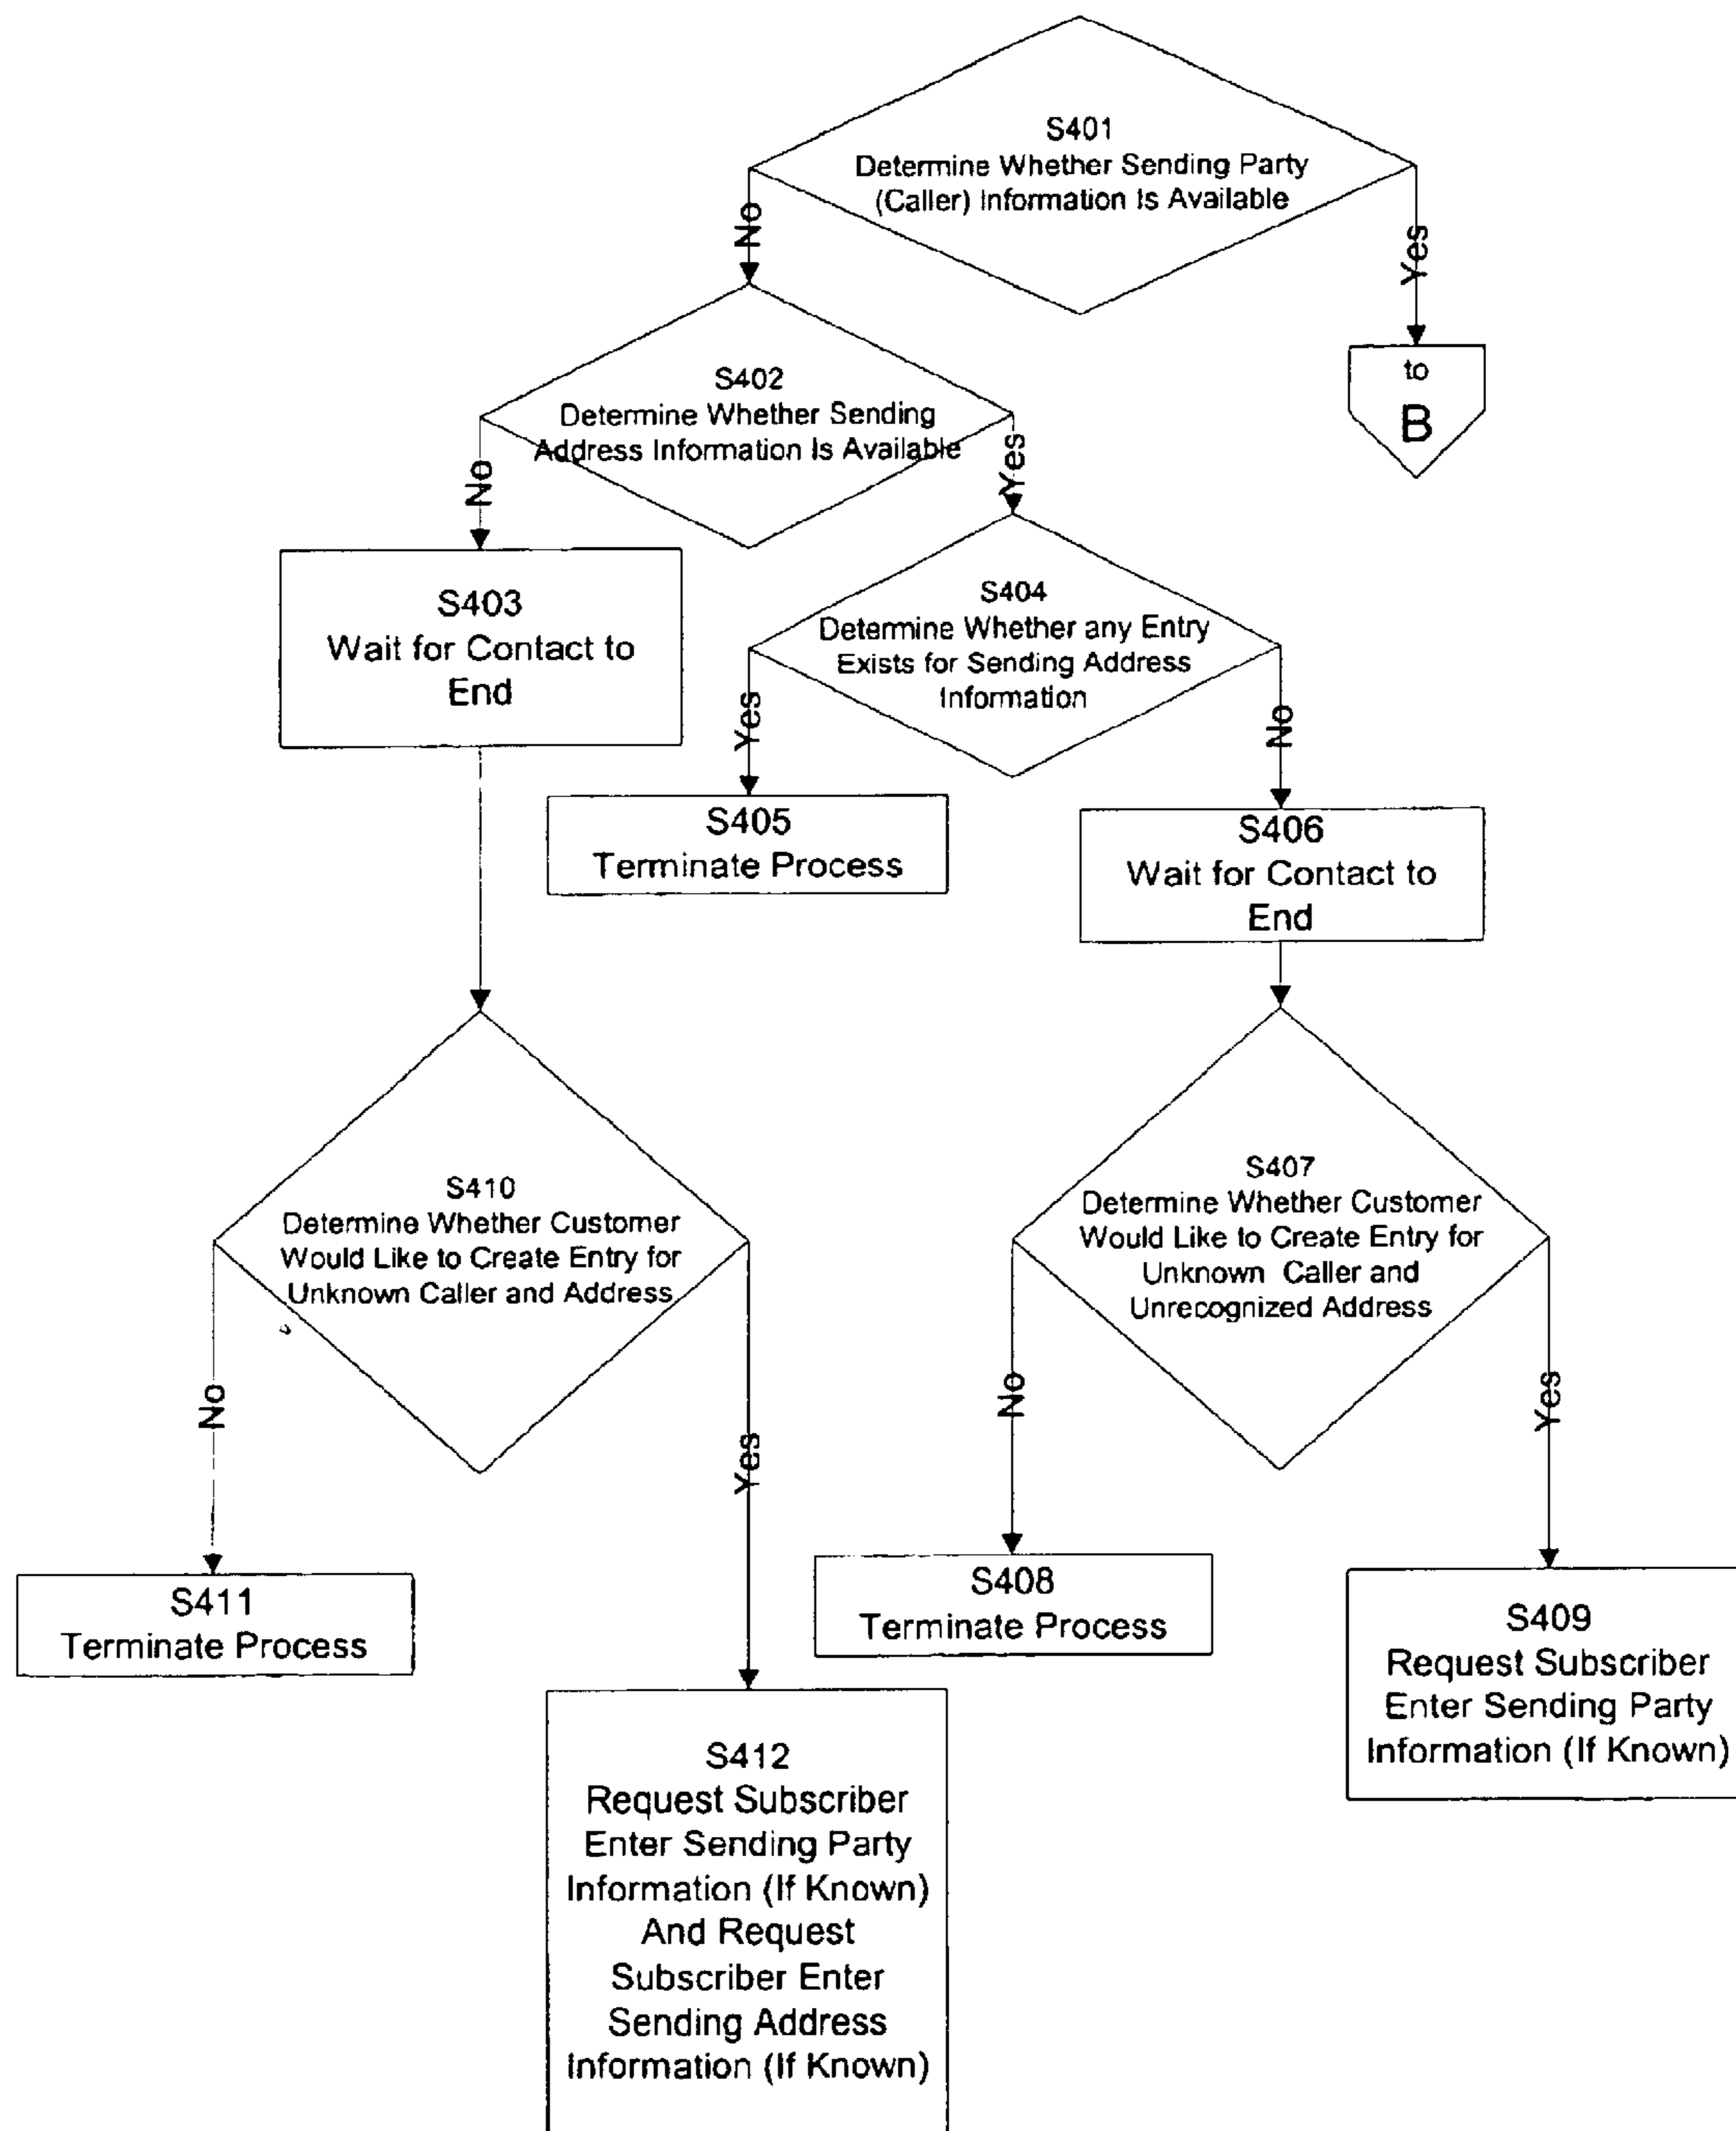 S401
Determine Whether Sending Party
(Caller) Information Is Available
No
Yes
to
B
S402
Determine Whether Sending
Address Information Is Available
No
Yes
S403
Wait for Contact to
End
S404
Determine Whether any Entry
Exists for Sending Address
Information
Yes
No
S405
Terminate Process
S406
Wait for Contact to
End
S410
Determine Whether Customer
Would Like to Create Entry for
Unknown Caller and Address
No
Yes
S407
Determine Whether Customer
Would Like to Create Entry for
Unknown Caller and
Unrecognized Address
No
Yes
S411
Terminate Process
S408
Terminate Process
S409
Request Subscriber
Enter Sending Party
Information (If Known)
S412
Request Subscriber
Enter Sending Party
Information (If Known)
And Request
Subscriber Enter
Sending Address
Information (If Known)